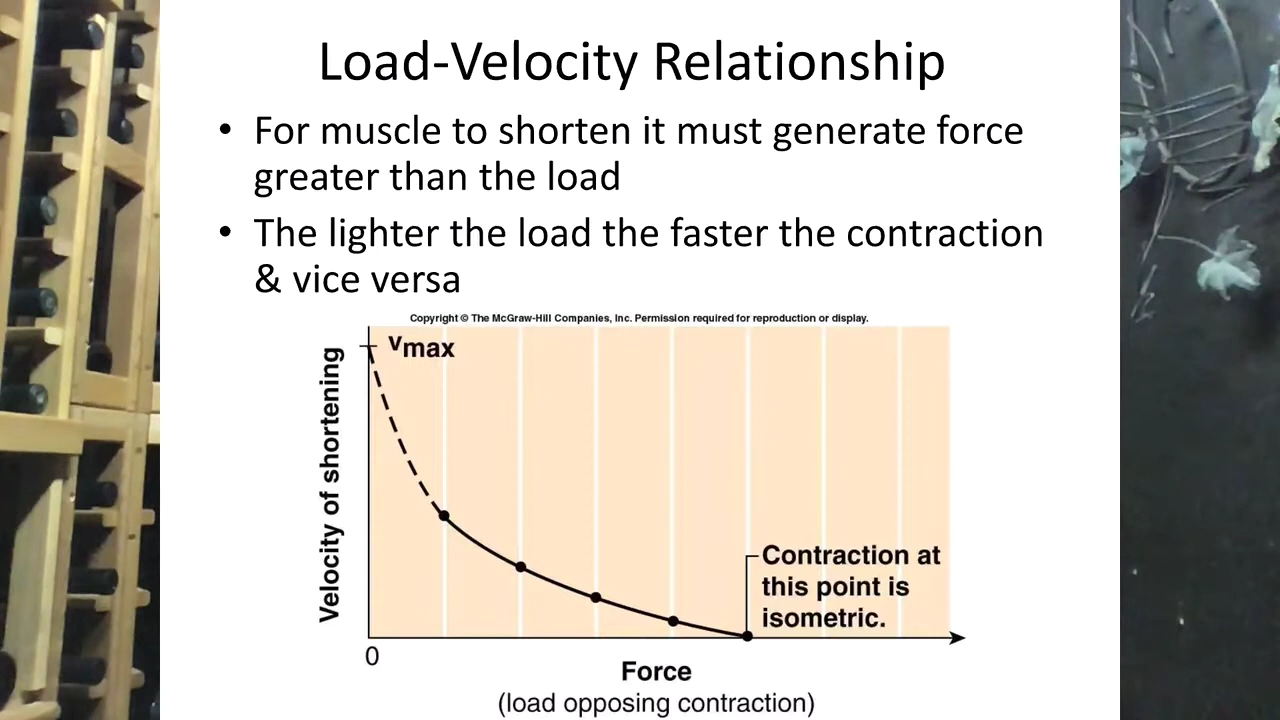 Load-Velocity Relationship
• For muscle to shorten it must generate force
greater than the load
• The lighter the load the faster the contraction
& vice versa
Copyright © The McGraw-Hill Companies, Inc. Permission required for reproduction or display.
vmax
Velocity of shortening
Contraction at
this point is
isometric.
0
Force
(load opposing contraction)